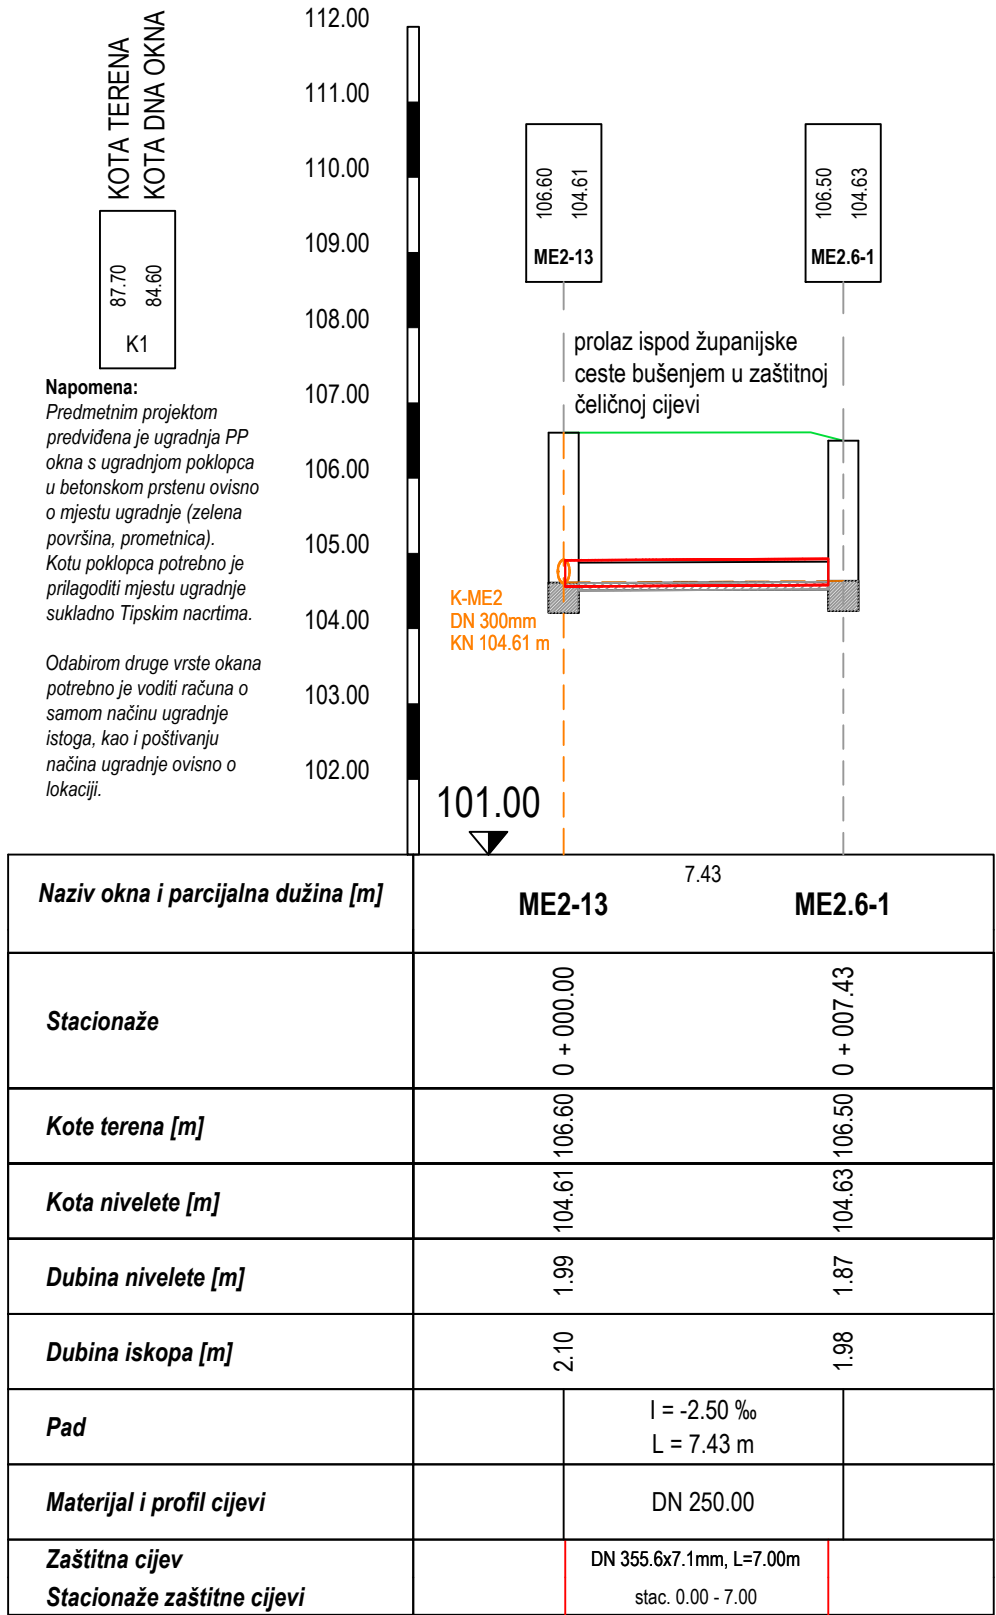 KOTA TERENA
KOTA DNA OKNA
87.70
84.60
K1
Napomena:
Predmetnim projektom
predviđena je ugradnja PP
okna s ugradnjom poklopca
u betonskom prstenu ovisno
o mjestu ugradnje (zelena
površina, prometnica).
Kotu poklopca potrebno je
prilagoditi mjestu ugradnje
sukladno Tipskim nacrtima.
Odabirom druge vrste okana
potrebno je voditi računa o
samom načinu ugradnje
istoga, kao i poštivanju
načina ugradnje ovisno o
lokaciji.
112.00
111.00
110.00
109.00
108.00
107.00
106.00
105.00
104.00
103.00
102.00
101.00
106.60
104.61
ME2-13
106.50
104.63
ME2.6-1
prolaz ispod županijske
ceste bušenjem u zaštitnoj
čeličnoj cijevi
K-ME2
DN 300mm
KN 104.61 m
Naziv okna i parcijalna dužina [m]
7.43
ME2-13 ME2.6-1
Stacionaže
0 + 000.00
0 + 007.43
Kote terena [m]
106.60
106.50
Kota nivelete [m]
104.61
104.63
Dubina nivelete [m]
1.99
1.87
Dubina iskopa [m]
2.10
1.98
Pad
I = -2.50 ‰
L = 7.43 m
Materijal i profil cijevi
DN 250.00
Zaštitna cijev
DN 355.6x7.1mm, L=7.00m
Stacionaže zaštitne cijevi
stac. 0.00 - 7.00